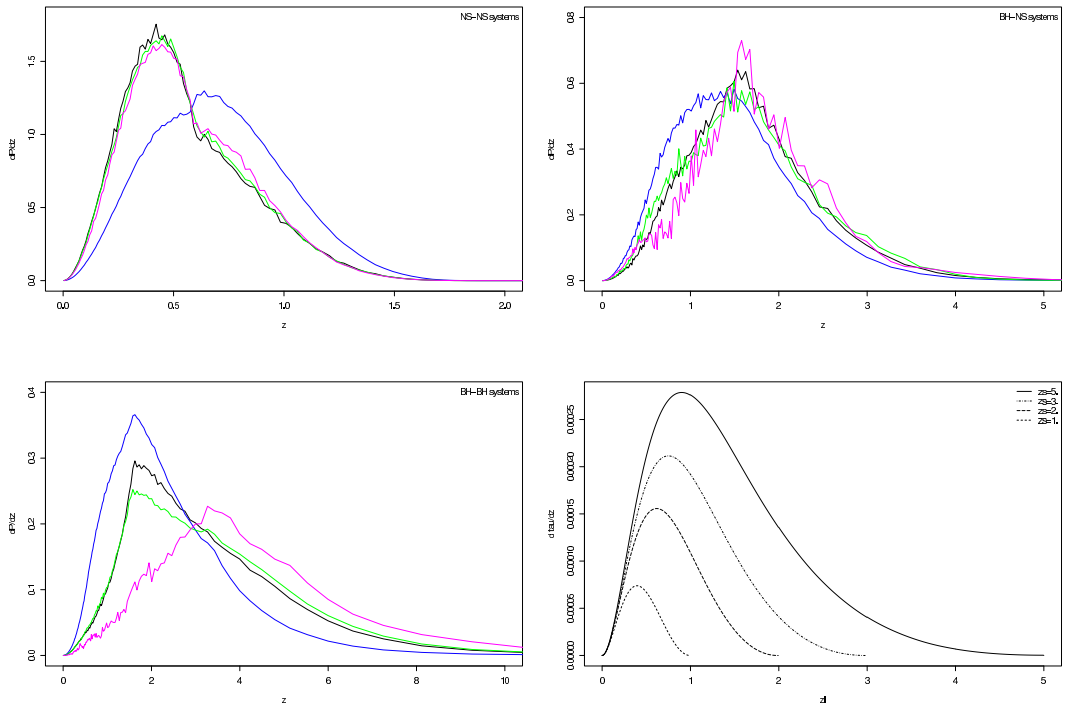 NS−NS systems
dP/dz
0.0 0.5 1.0 1.5
0.0 0.5 1.0 1.5 2.0
z
BH−NS systems
dP/dz
0.0 0.2 0.4 0.6 0.8
0 1 2 3 4 5
z
BH−BH systems
dP/dz
0.0 0.1 0.2 0.3 0.4
0 2 4 6 8 10
z
d tau/dz
0.00000 0.00005 0.00010 0.00015 0.00020 0.00025
zs=5.
zs=3.
zs=2.
zs=1.
0 1 2 3 4 5
zl